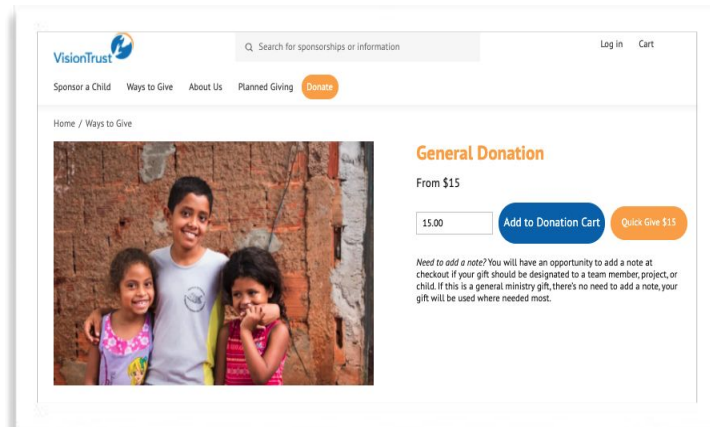 VisionTrust
Search for sponsorships or information
Log in Cart
Sponsor a Child Ways to Give About Us Planned Giving Donate
Home / Ways to Give
General Donation
From $15
15.00 Add to Donation Cart Quick Give $15
Need to add a note? You will have an opportunity to add a note at
checkout if your gift should be designated to a team member, project, or
child. If this is a general ministry gift, there's no need to add a note, your
gift will be used where needed most.